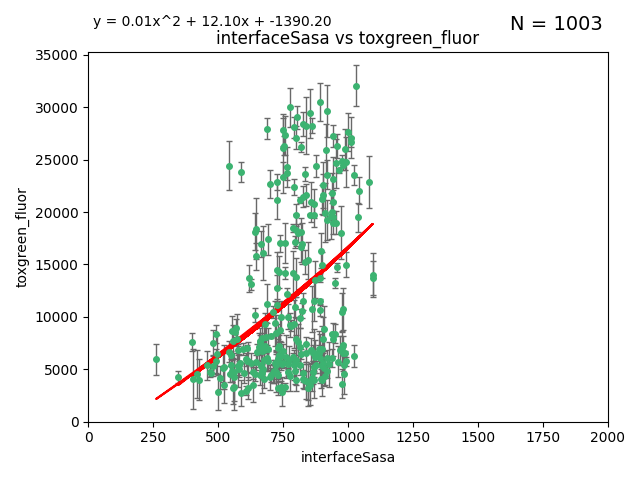 y = 0.01x^2 + 12.10x + -1390.20
N = 1003
interfaceSasa vs toxgreen_fluor
35000
30000
25000
20000
15000
10000
5000
0
toxgreen_fluor
0 250 500 750 1000 1250 1500 1750 2000
interfaceSasa